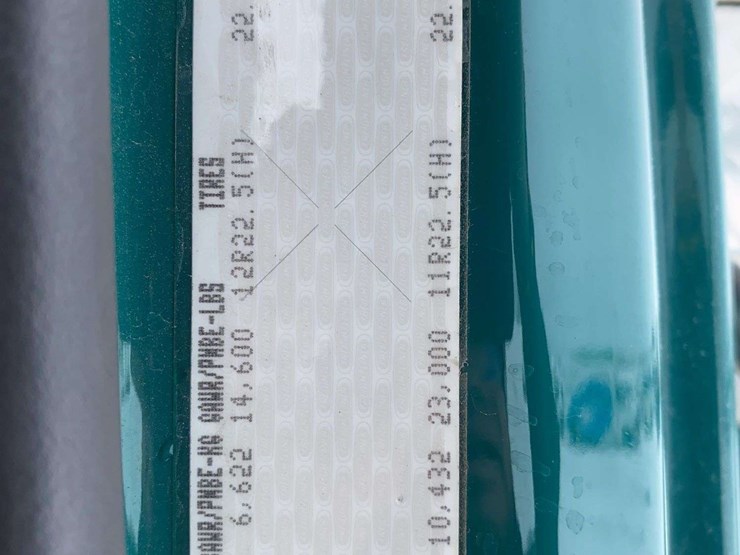 GAWR/PNBE-KG GAWR/PNBE-LBS TIRES
6,622 14,600 12R22.5(H) 22.
10,432 23,000 11R22.5(H) 22.